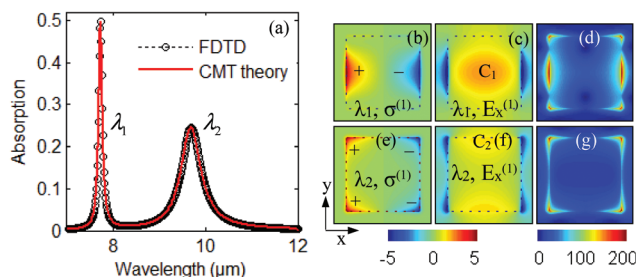 (a)
FDTD
CMT theory
λ1
λ2
Absorption
0.5
0.4
0.3
0.2
0.1
0
8
10
12
Wavelength (μm)
(b)
+
−
λ1, σ(1)
(c)
C1
λ1, Ex(1)
(d)
(e)
+
−
λ2, σ(1)
+
−
C2 (f)
λ2, Ex(1)
(g)
y
x
-5 0 5
0 100 200